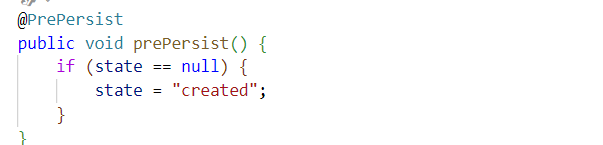 @PrePersist
public void prePersist() {
    if (state == null) {
        state = "created";
    }
}